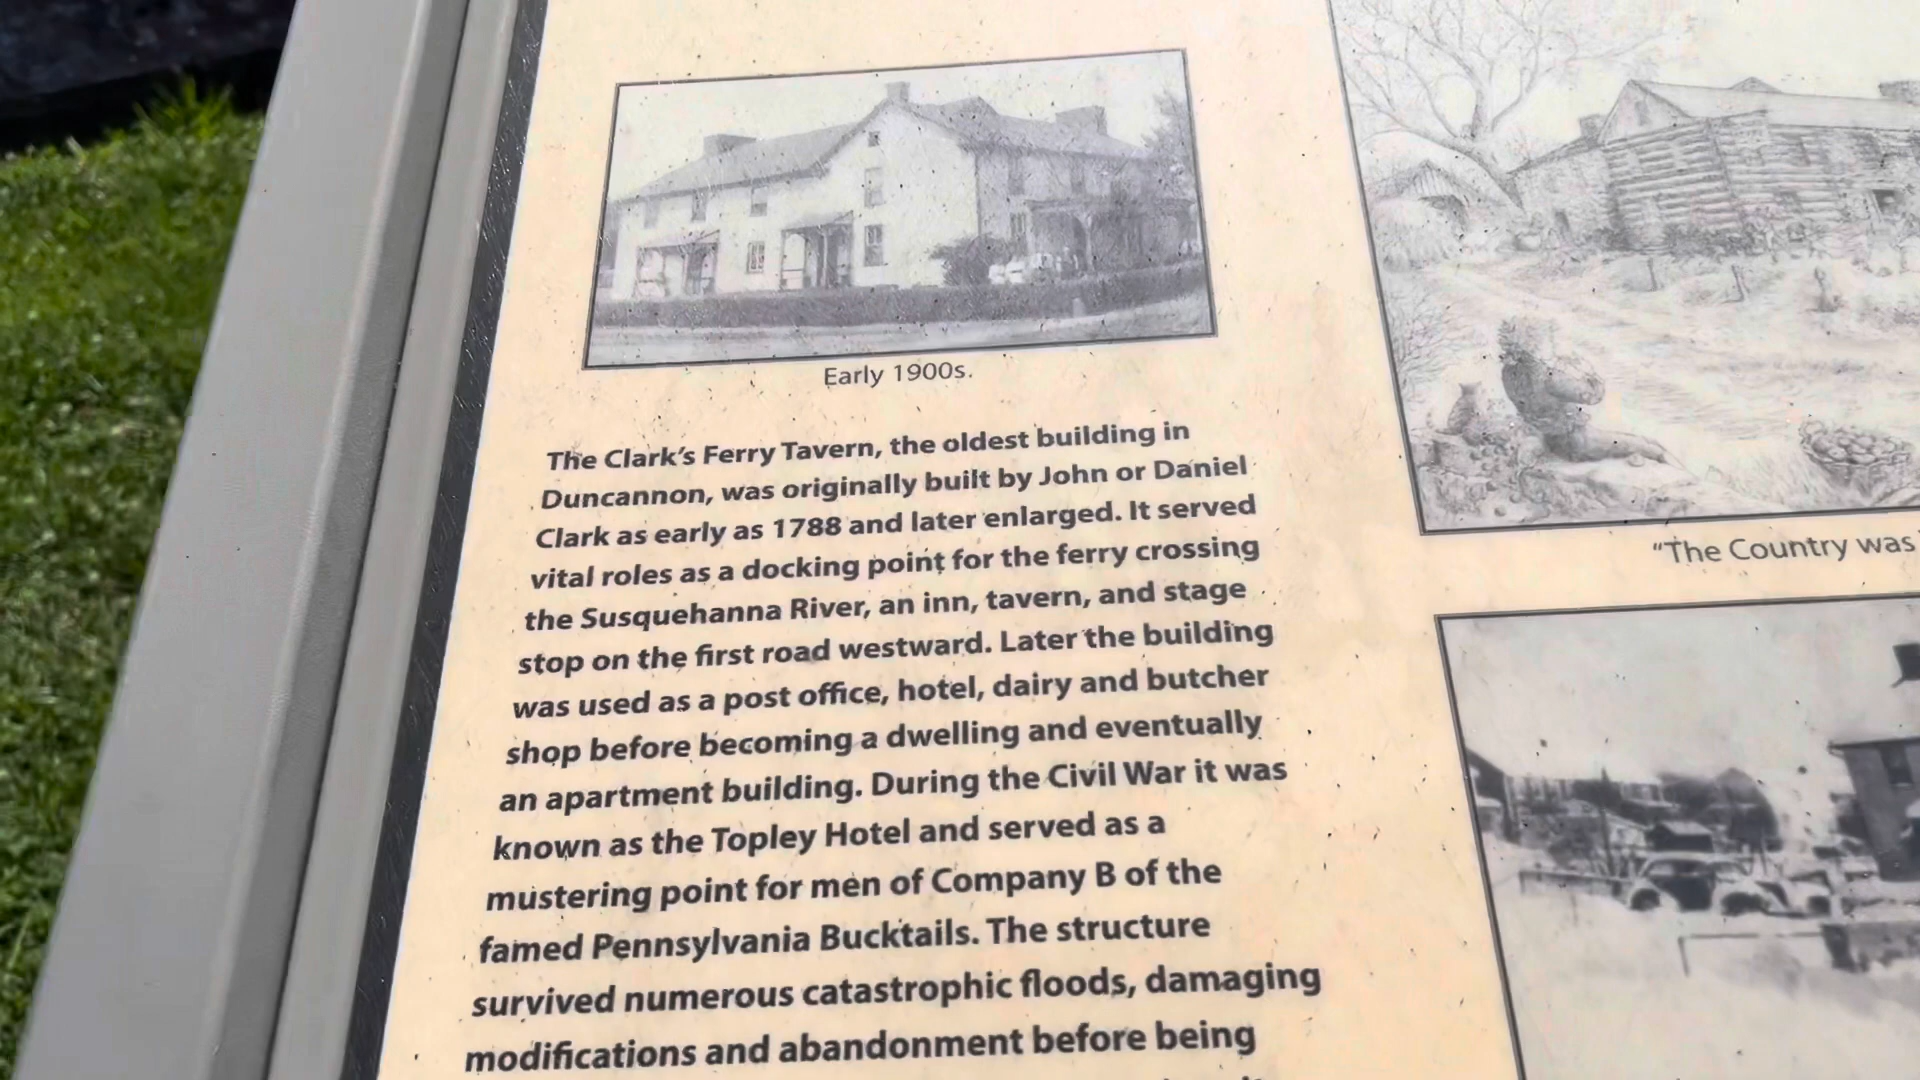 Early 1900s.
The Clark's Ferry Tavern, the oldest building in
Duncannon, was originally built by John or Daniel
Clark as early as 1788 and later enlarged. It served
vital roles as a docking point for the ferry crossing
the Susquehanna River, an inn, tavern, and stage
stop on the first road westward. Later the building
was used as a post office, hotel, dairy and butcher
shop before becoming a dwelling and eventually
an apartment building. During the Civil War it was
known as the Topley Hotel and served as a
mustering point for men of Company B of the
famed Pennsylvania Bucktails. The structure
survived numerous catastrophic floods, damaging
modifications and abandonment before being
"The Country was